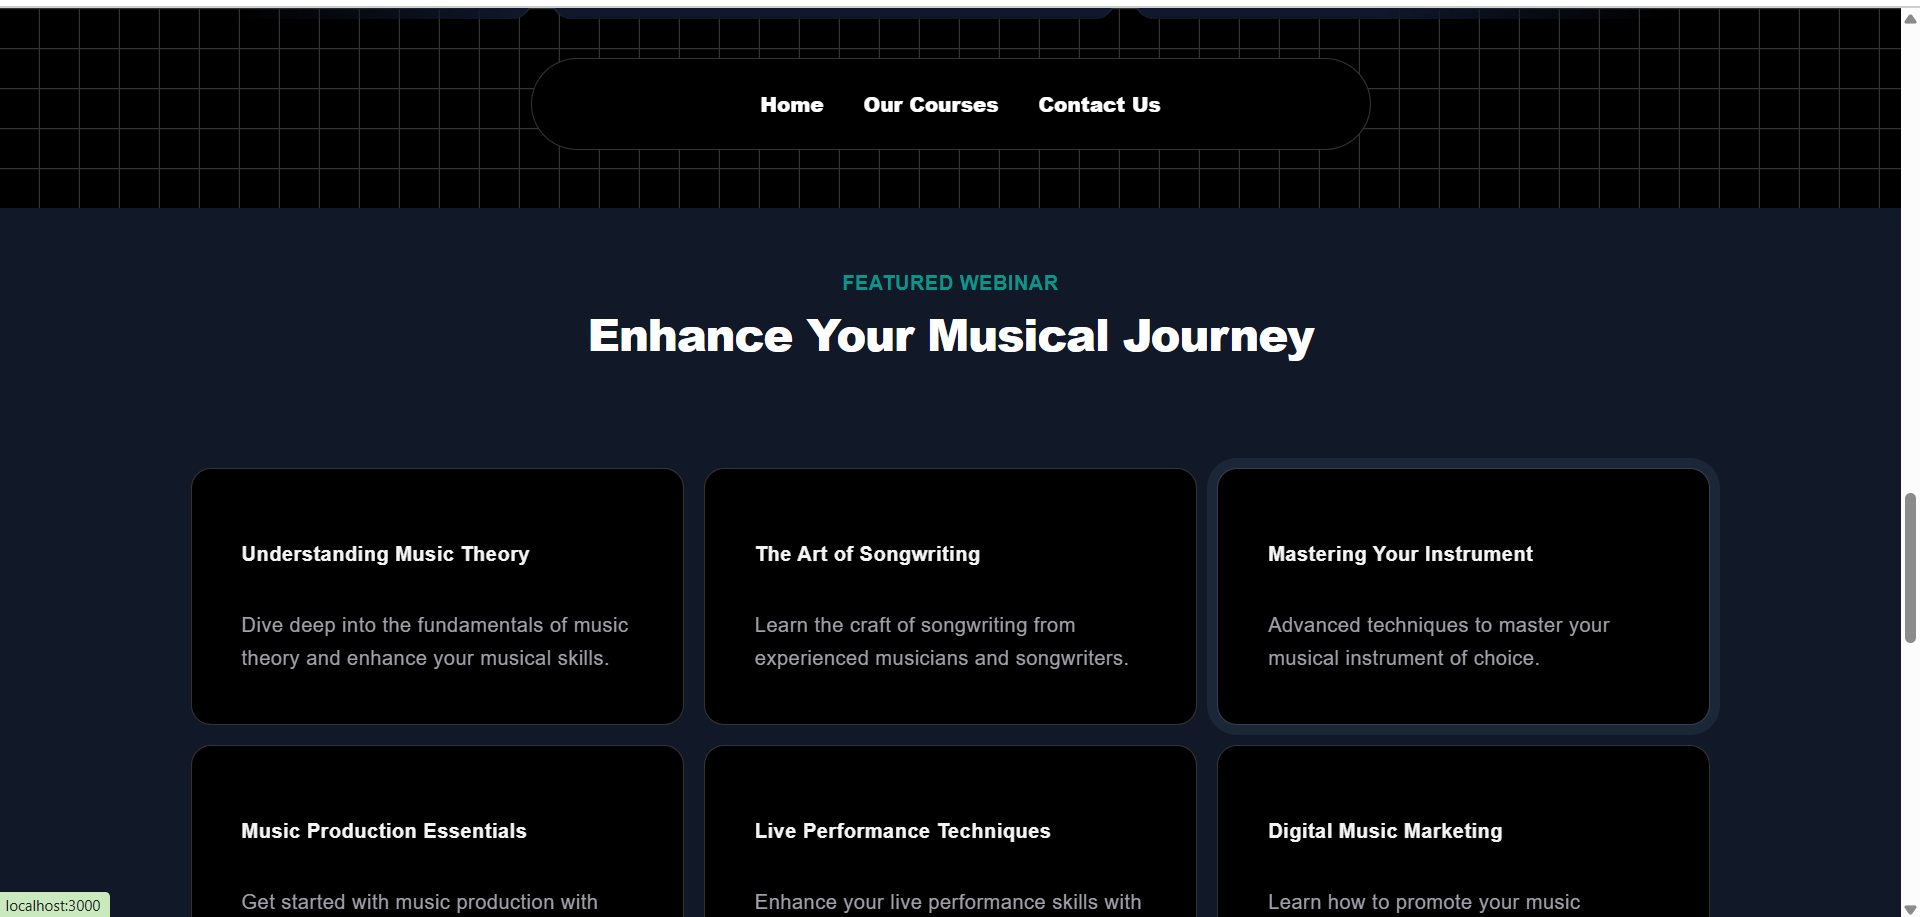 Home Our Courses Contact Us
FEATURED WEBINAR
Enhance Your Musical Journey
Understanding Music Theory
Dive deep into the fundamentals of music
theory and enhance your musical skills.
The Art of Songwriting
Learn the craft of songwriting from
experienced musicians and songwriters.
Mastering Your Instrument
Advanced techniques to master your
musical instrument of choice.
Music Production Essentials
Get started with music production with
Live Performance Techniques
Enhance your live performance skills with
Digital Music Marketing
Learn how to promote your music
localhost:3000